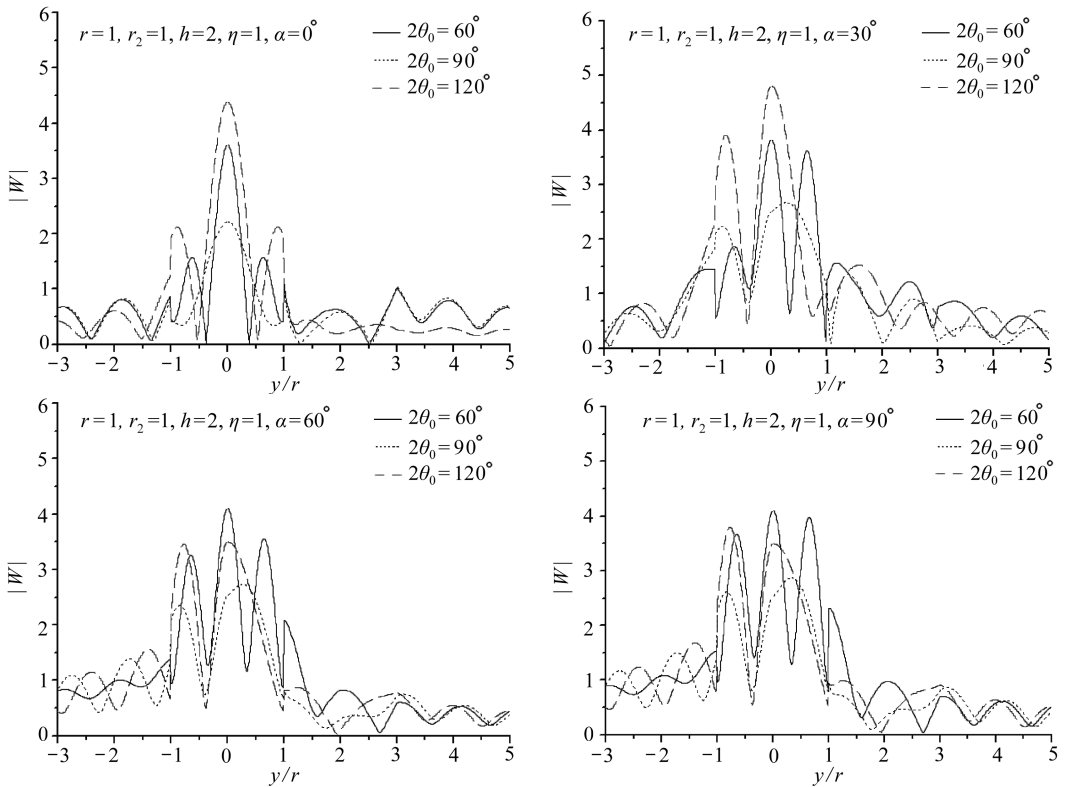 r=1, r₂=1, h=2, η=1, α=0°
2θ₀=60°
2θ₀=90°
2θ₀=120°
|W|
6
5
4
3
2
1
0
−3 −2 −1 0 1 2 3 4 5
y/r
r=1, r₂=1, h=2, η=1, α=30°
2θ₀=60°
2θ₀=90°
2θ₀=120°
|W|
6
5
4
3
2
1
0
−3 −2 −1 0 1 2 3 4 5
y/r
r=1, r₂=1, h=2, η=1, α=60°
2θ₀=60°
2θ₀=90°
2θ₀=120°
|W|
6
5
4
3
2
1
0
−3 −2 −1 0 1 2 3 4 5
y/r
r=1, r₂=1, h=2, η=1, α=90°
2θ₀=60°
2θ₀=90°
2θ₀=120°
|W|
6
5
4
3
2
1
0
−3 −2 −1 0 1 2 3 4 5
y/r